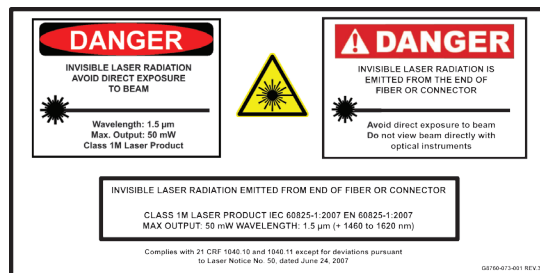 DANGER
INVISIBLE LASER RADIATION
AVOID DIRECT EXPOSURE
TO BEAM
Wavelength: 1.5 µm
Max. Output: 50 mW
Class 1M Laser Product
DANGER
INVISIBLE LASER RADIATION IS
EMITTED FROM THE END OF
FIBER OR CONNECTOR
Avoid direct exposure to beam
Do not view beam directly with
optical instruments
INVISIBLE LASER RADIATION EMITTED FROM END OF FIBER OR CONNECTOR
CLASS 1M LASER PRODUCT IEC 60825-1:2007 EN 60825-1:2007
MAX OUTPUT: 50 mW WAVELENGTH: 1.5 µm (+ 1460 to 1620 nm)
Complies with 21 CRF 1040.10 and 1040.11 except for deviations pursuant
to Laser Notice No. 50, dated June 24, 2007